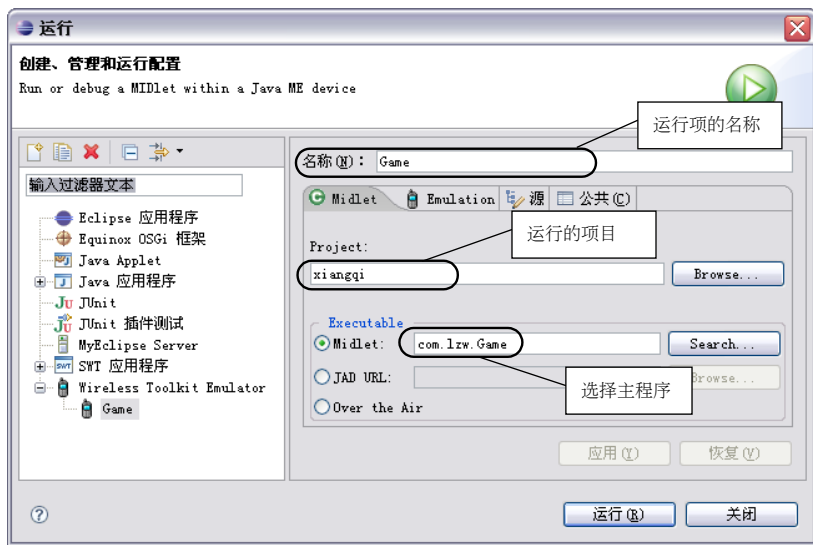 运行
创建、管理和运行配置
Run or debug a MIDlet within a Java ME device
运行项的名称
输入过滤器文本
Eclipse 应用程序
Equinox OSGi 框架
Java Applet
Java 应用程序
JUnit
JUnit 插件测试
MyEclipse Server
SWT 应用程序
Wireless Toolkit Emulator
Game
名称(N): Game
Midlet Emulation 源 公共(C)
运行的项目
Project:
xiangqi Browse...
Executable
Midlet: com.lzw.Game Search...
JAD URL: Browse...
选择主程序
Over the Air
应用(Y) 恢复(V)
运行(R) 关闭